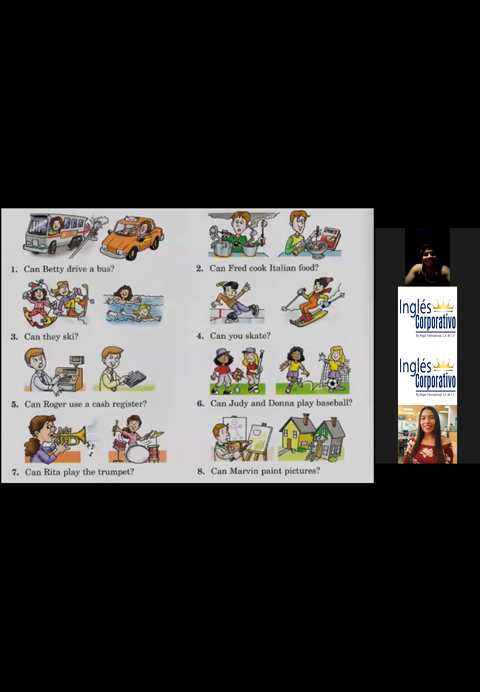 1. Can Betty drive a bus?
2. Can Fred cook Italian food?
3. Can they ski?
4. Can you skate?
5. Can Roger use a cash register?
6. Can Judy and Donna play baseball?
7. Can Rita play the trumpet?
8. Can Marvin paint pictures?
Inglés
Corporativo
Inglés
Corporativo